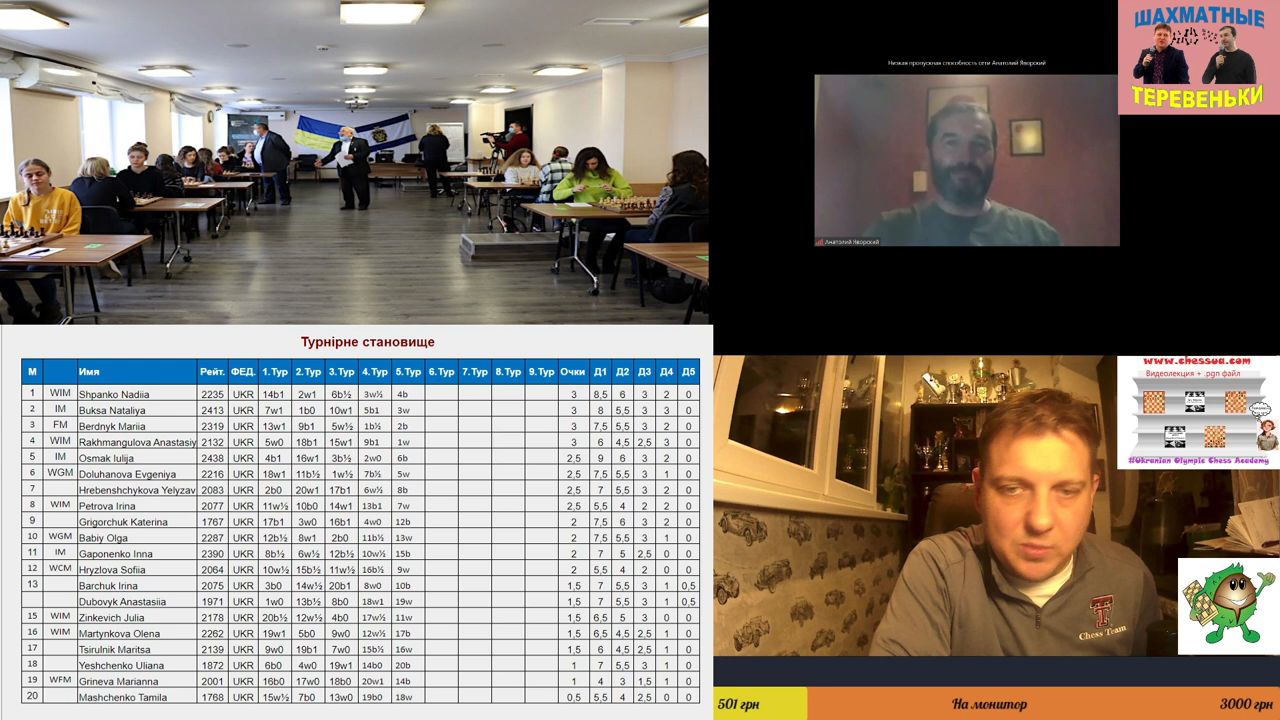 ШАХМАТНЫЕ
ТЕРЕВЕНЬКИ
Низкая пропускная способность сети Анатолий Яворский
Анатолий Яворский
Турнірне становище
М Имя Рейт. ФЕД. 1.Тур 2.Тур 3.Тур 4.Тур 5.Тур 6.Тур 7.Тур 8.Тур 9.Тур Очки Д1 Д2 Д3 Д4 Д5
1 WIM Shpanko Nadiia 2235 UKR 14b1 2w1 6b½ 3w½ 4b 3 8,5 6 3 2 0
2 IM Buksa Nataliya 2413 UKR 7w1 1b0 10w1 5b1 3w 3 8 5,5 3 3 0
3 FM Berdnyk Mariia 2319 UKR 13w1 9b1 5w½ 1b½ 2b 3 7,5 5,5 3 2 0
4 WIM Rakhmangulova Anastasiy 2132 UKR 5w0 18b1 15w1 9b1 1w 3 6 4,5 2,5 3 0
5 IM Osmak Iulija 2438 UKR 4b1 16w1 3b½ 2w0 6b 2,5 9 6 3 2 0
6 WGM Doluhanova Evgeniya 2216 UKR 18w1 11b½ 1w½ 7b½ 5w 2,5 7,5 5,5 3 1 0
7 Hrebenshchykova Yelyzav 2083 UKR 2b0 20w1 17b1 6w½ 8b 2,5 7 5,5 3 2 0
8 WIM Petrova Irina 2077 UKR 11w½ 10b0 14w1 13b1 7w 2,5 5,5 4 2 2 0
9 Grigorchuk Katerina 1767 UKR 17b1 3w0 16b1 4w0 12b 2 7,5 6 3 2 0
10 WGM Babiy Olga 2287 UKR 12b½ 8w1 2b0 11b½ 13w 2 7 5,5 3 1 0
11 IM Gaponenko Inna 2390 UKR 8b½ 6w½ 12b½ 10w½ 15b 2 7 5 2,5 0 0
12 WCM Hryzlova Sofiia 2064 UKR 10w½ 15b½ 11w½ 16b½ 9w 2 5,5 4 2 0 0
13 Barchuk Irina 2075 UKR 3b0 14w½ 20b1 8w0 10b 1,5 7 5,5 3 1 0,5
Dubovyk Anastasiia 1971 UKR 1w0 13b½ 8b0 18w1 19w 1,5 7 5,5 3 1 0,5
15 WIM Zinkevich Julia 2178 UKR 20b½ 12w½ 4b0 17w½ 11w 1,5 6,5 5 3 0 0
16 WIM Martynkova Olena 2262 UKR 19w1 5b0 9w0 12w½ 17b 1,5 6,5 4,5 2,5 1 0
17 Tsirulnik Maritsa 2139 UKR 9w0 19b1 7w0 15b½ 16w 1,5 6 4,5 2,5 1 0
18 Yeshchenko Uliana 1872 UKR 6b0 4w0 19w1 14b0 20b 1 7 5,5 3 1 0
19 WFM Grineva Marianna 2001 UKR 16b0 17w0 18b0 20w1 14b 1 4 3 1,5 1 0
20 Mashchenko Tamila 1768 UKR 15w½ 7b0 13w0 19b0 18w 0,5 5,5 4 2,5 0 0
www.chessua.com
Видеолекция + .pgn файл
#Ukranian Olympic Chess Academy
T
Chess Team
501 грн На монитор 3000 грн